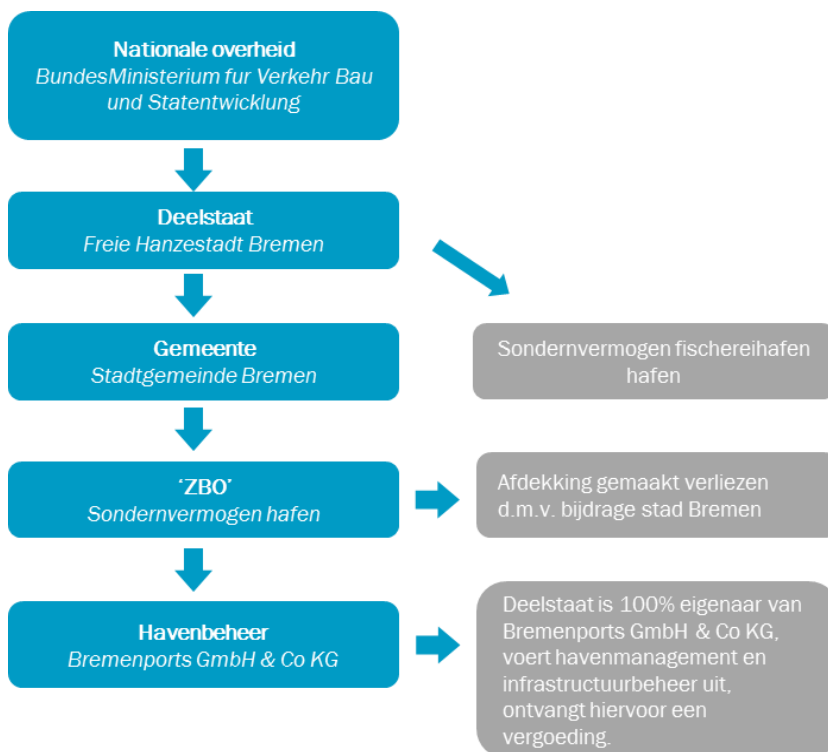 Nationale overheid
BundesMinisterium fur Verkehr Bau
und Statentwicklung
Deelstaat
Freie Hanzestadt Bremen
Gemeente
Stadtgemeinde Bremen
Sondernvermogen fischereihafen
hafen
‘ZBO’
Sondernvermogen hafen
Afdekking gemaakt verliezen
d.m.v. bijdrage stad Bremen
Havenbeheer
Bremenports GmbH & Co KG
Deelstaat is 100% eigenaar van
Bremenports GmbH & Co KG,
voert havenmanagement en
infrastructuurbeheer uit,
ontvangt hiervoor een
vergoeding.